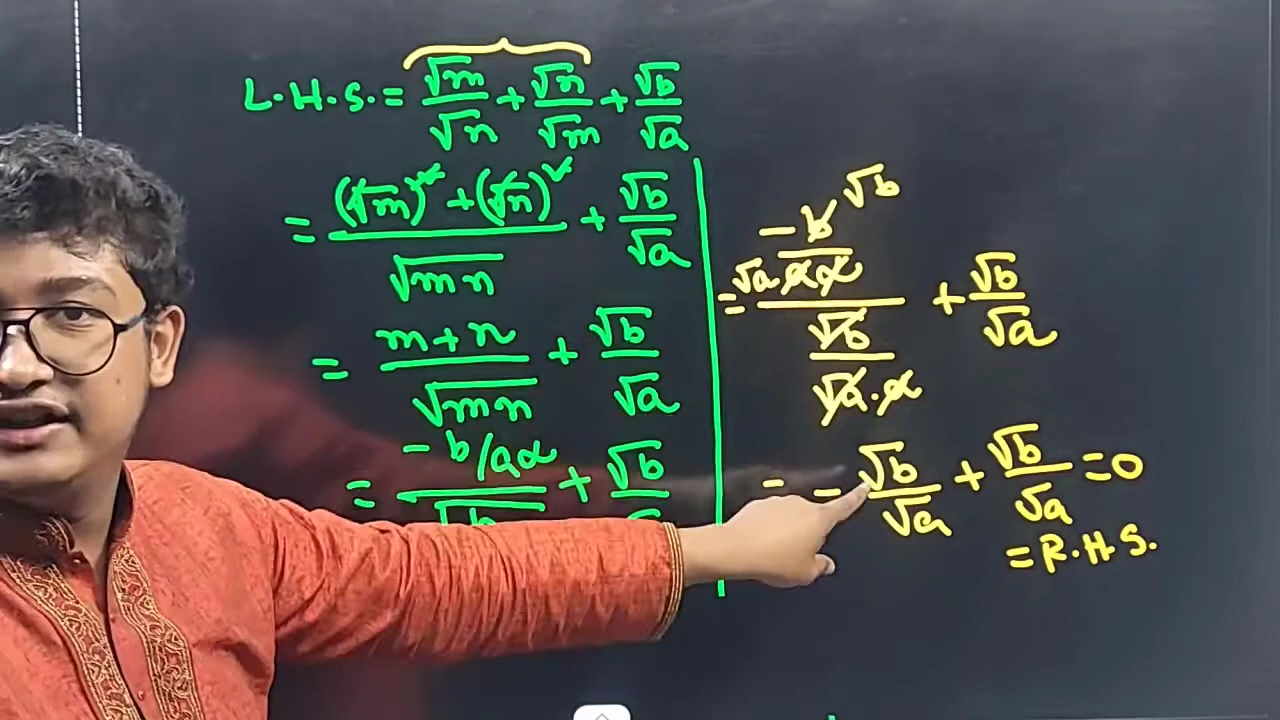 L.H.S. = √m/√n + √n/√m + √b/√a
= ((√m)² + (√n)²)/√mn + √b/√a
= (m+n)/√mn + √b/√a
= (-b/aα)/√b + √b/
= (-b √b/√a α α)/(√b/√a·α) + √b/√a
= - √b/√a + √b/√a = 0
= R.H.S.